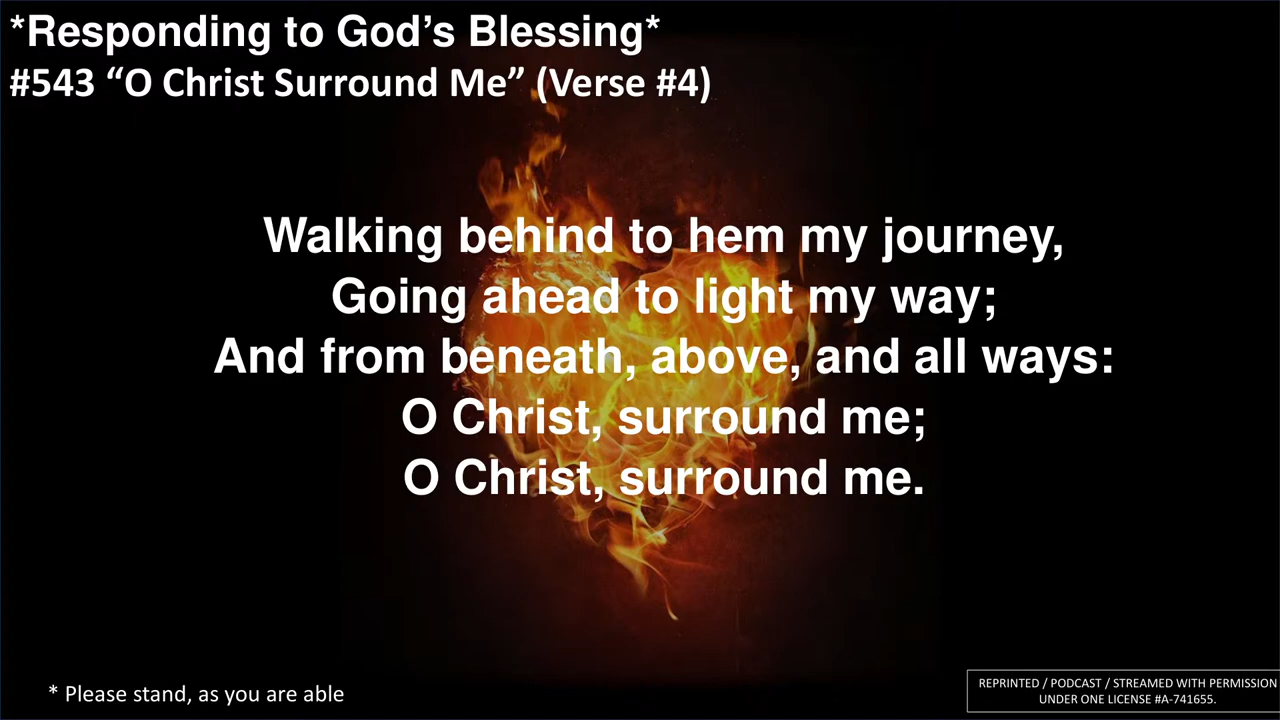 *Responding to God’s Blessing*
#543 “O Christ Surround Me” (Verse #4)
Walking behind to hem my journey,
Going ahead to light my way;
And from beneath, above, and all ways:
O Christ, surround me;
O Christ, surround me.
* Please stand, as you are able
REPRINTED / PODCAST / STREAMED WITH PERMISSION
UNDER ONE LICENSE #A-741655.